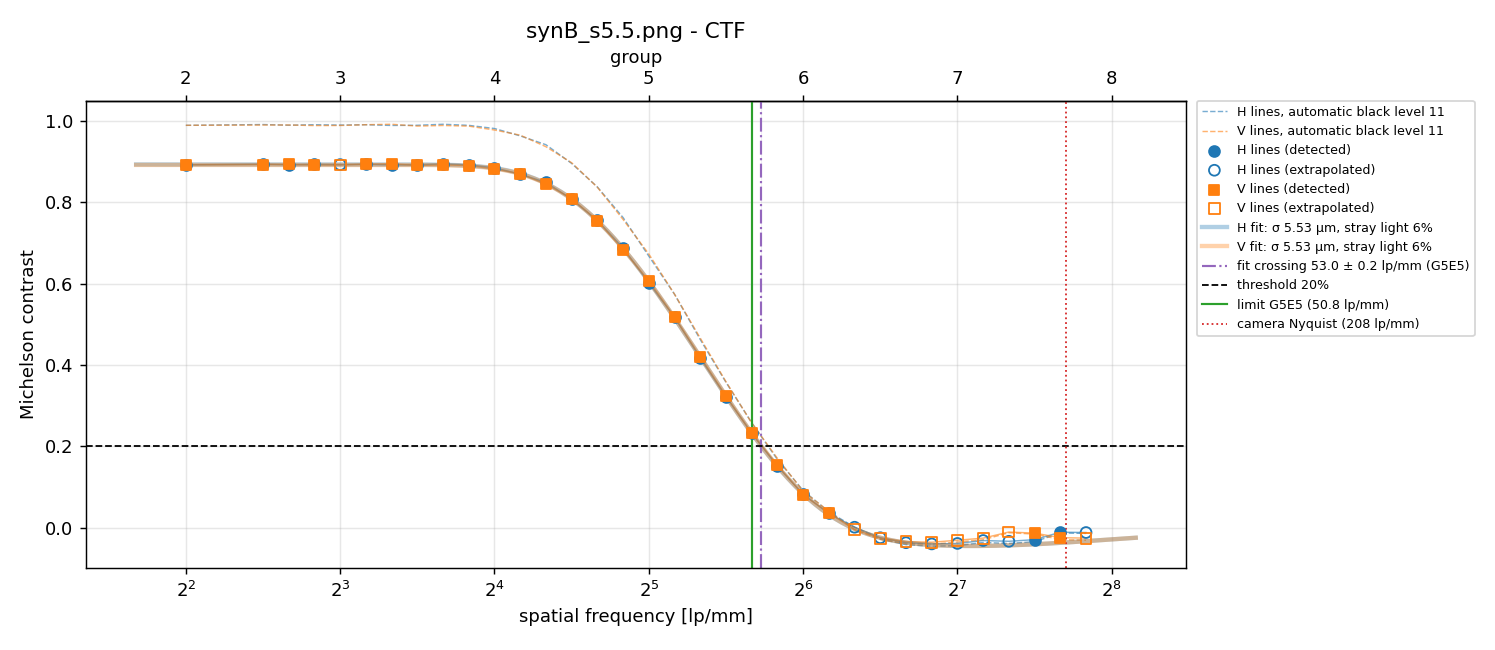 synB_s5.5.png - CTF
group
2 3 4 5 6 7 8
Michelson contrast
1.0
0.8
0.6
0.4
0.2
0.0
2² 2³ 2⁴ 2⁵ 2⁶ 2⁷ 2⁸
spatial frequency [lp/mm]
H lines, automatic black level 11
V lines, automatic black level 11
H lines (detected)
H lines (extrapolated)
V lines (detected)
V lines (extrapolated)
H fit: σ 5.53 µm, stray light 6%
V fit: σ 5.53 µm, stray light 6%
fit crossing 53.0 ± 0.2 lp/mm (G5E5)
threshold 20%
limit G5E5 (50.8 lp/mm)
camera Nyquist (208 lp/mm)